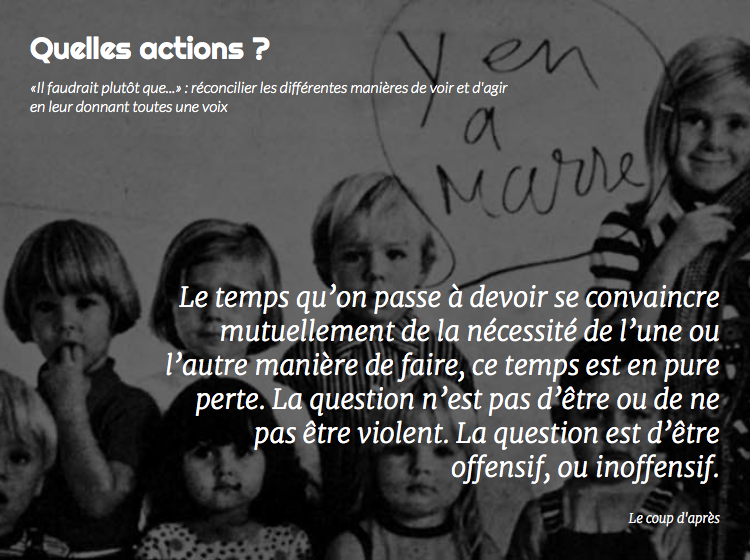 Quelles actions ?
«Il faudrait plutôt que...» : réconcilier les différentes manières de voir et d'agir
en leur donnant toutes une voix
Y en
a
Marre
Le temps qu’on passe à devoir se convaincre
mutuellement de la nécessité de l’une ou
l’autre manière de faire, ce temps est en pure
perte. La question n’est pas d’être ou de ne
pas être violent. La question est d’être
offensif, ou inoffensif.
Le coup d'après